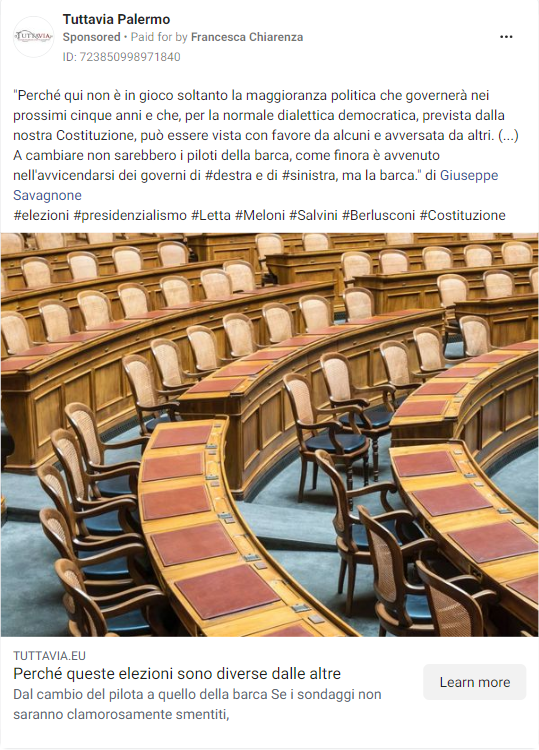 TUTTAVIA
Tuttavia Palermo
Sponsored • Paid for by Francesca Chiarenza
ID: 723850998971840
"Perché qui non è in gioco soltanto la maggioranza politica che governerà nei
prossimi cinque anni e che, per la normale dialettica democratica, prevista dalla
nostra Costituzione, può essere vista con favore da alcuni e avversata da altri. (...)
A cambiare non sarebbero i piloti della barca, come finora è avvenuto
nell'avvicendarsi dei governi di #destra e di #sinistra, ma la barca." di Giuseppe
Savagnone
#elezioni #presidenzialismo #Letta #Meloni #Salvini #Berlusconi #Costituzione
TUTTAVIA.EU
Perché queste elezioni sono diverse dalle altre
Dal cambio del pilota a quello della barca Se i sondaggi non
saranno clamorosamente smentiti,
Learn more